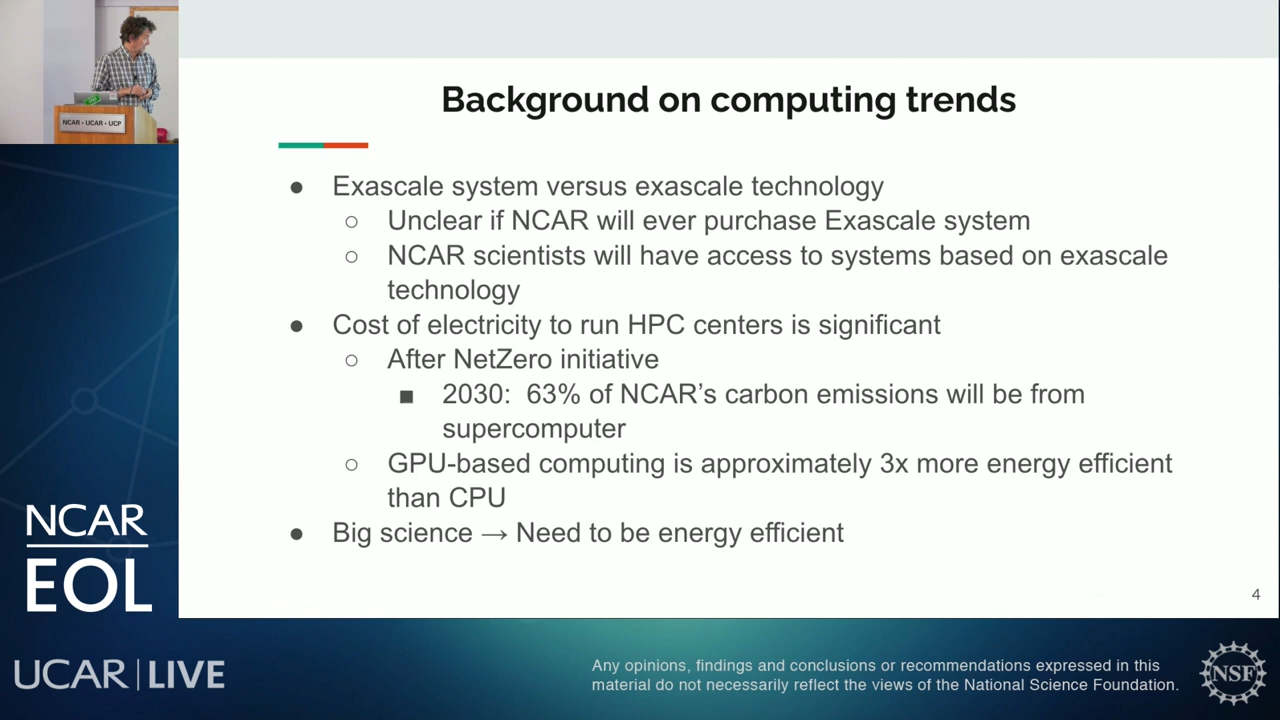 NCAR • UCAR • UCP
Background on computing trends
● Exascale system versus exascale technology
○ Unclear if NCAR will ever purchase Exascale system
○ NCAR scientists will have access to systems based on exascale
technology
● Cost of electricity to run HPC centers is significant
○ After NetZero initiative
■ 2030: 63% of NCAR’s carbon emissions will be from
supercomputer
○ GPU-based computing is approximately 3x more energy efficient
than CPU
● Big science → Need to be energy efficient
4
NCAR
EOL
UCAR | LIVE
Any opinions, findings and conclusions or recommendations expressed in this
material do not necessarily reflect the views of the National Science Foundation.
NSF